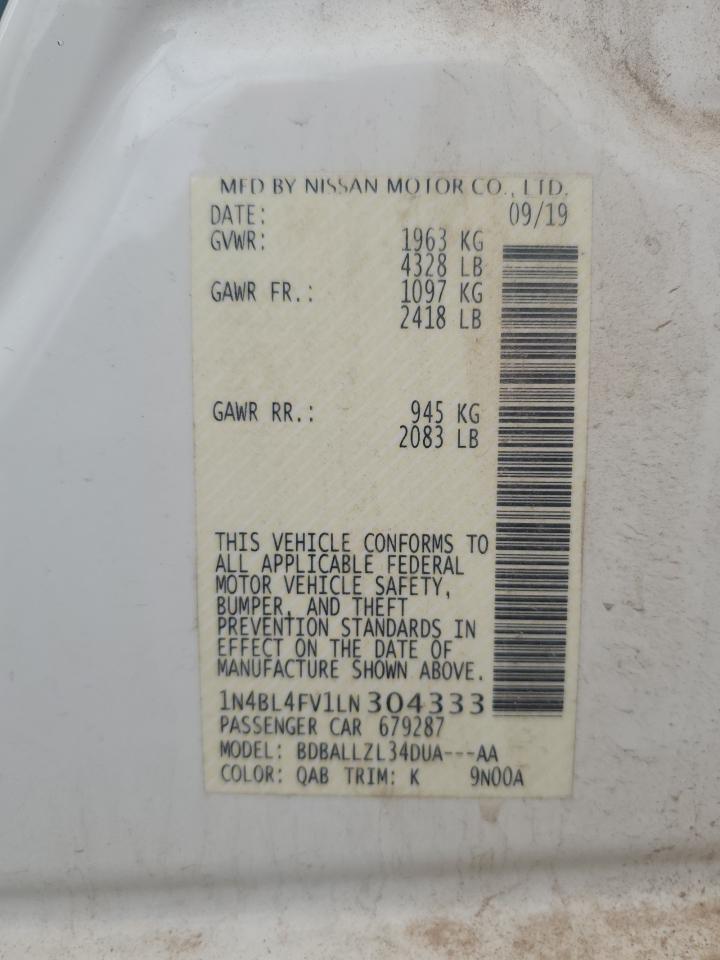 MFD BY NISSAN MOTOR CO., LTD.
DATE: 09/19
GVWR: 1963 KG
4328 LB
GAWR FR.: 1097 KG
2418 LB
GAWR RR.: 945 KG
2083 LB
THIS VEHICLE CONFORMS TO
ALL APPLICABLE FEDERAL
MOTOR VEHICLE SAFETY,
BUMPER, AND THEFT
PREVENTION STANDARDS IN
EFFECT ON THE DATE OF
MANUFACTURE SHOWN ABOVE.
1N4BL4FV1LN304333
PASSENGER CAR 679287
MODEL: BDBALLZL34DUA---AA
COLOR: QAB TRIM: K 9N00A